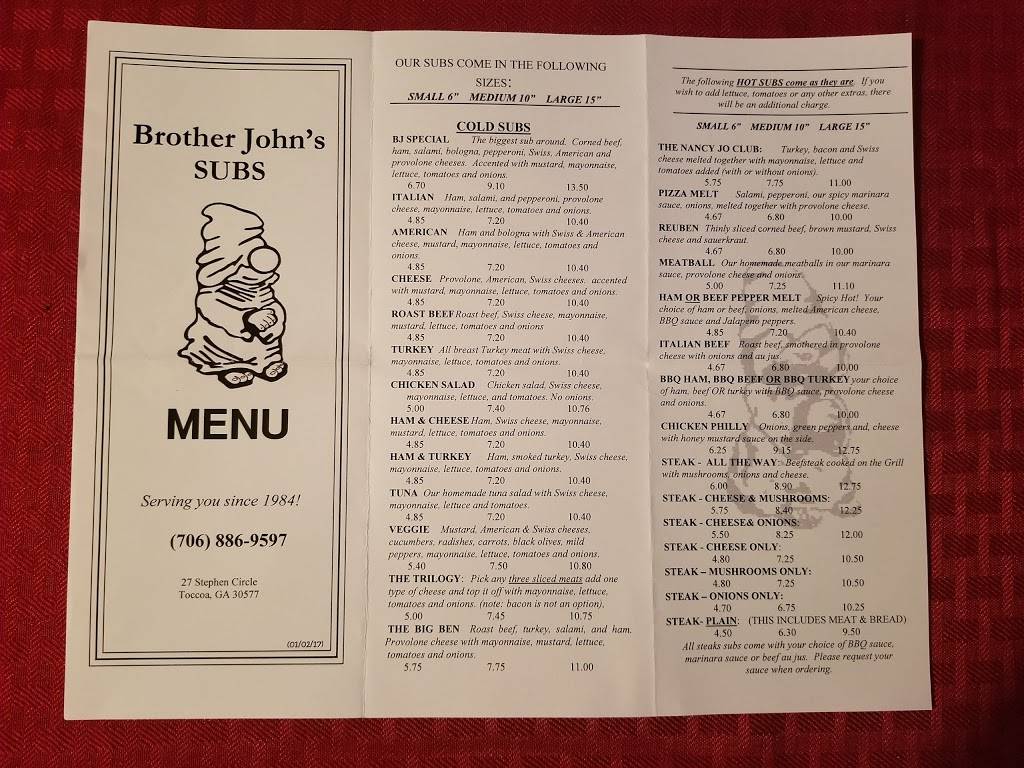 Brother John's
SUBS
MENU
Serving you since 1984!
(706) 886-9597
27 Stephen Circle
Toccoa, GA 30577
(01/02/17)
OUR SUBS COME IN THE FOLLOWING
SIZES:
SMALL 6" MEDIUM 10" LARGE 15"
COLD SUBS
BJ SPECIAL The biggest sub around. Corned beef,
ham, salami, bologna, pepperoni, Swiss, American and
provolone cheeses. Accented with mustard, mayonnaise,
lettuce, tomatoes and onions.
6.70 9.10 13.50
ITALIAN Ham, salami, and pepperoni, provolone
cheese, mayonnaise, lettuce, tomatoes and onions.
4.85 7.20 10.40
AMERICAN Ham and bologna with Swiss & American
cheese, mustard, mayonnaise, lettuce, tomatoes and
onions.
4.85 7.20 10.40
CHEESE Provolone, American, Swiss cheeses. accented
with mustard, mayonnaise, lettuce, tomatoes and onions.
4.85 7.20 10.40
ROAST BEEF Roast beef, Swiss cheese, mayonnaise,
mustard, lettuce, tomatoes and onions
4.85 7.20 10.40
TURKEY All breast Turkey meat with Swiss cheese,
mayonnaise, lettuce, tomatoes and onions.
4.85 7.20 10.40
CHICKEN SALAD Chicken salad, Swiss cheese,
mayonnaise, lettuce, and tomatoes. No onions.
5.00 7.40 10.76
HAM & CHEESE Ham, Swiss cheese, mayonnaise,
mustard, lettuce, tomatoes and onions.
4.85 7.20 10.40
HAM & TURKEY Ham, smoked turkey, Swiss cheese,
mayonnaise, lettuce, tomatoes and onions.
4.85 7.20 10.40
TUNA Our homemade tuna salad with Swiss cheese,
mayonnaise, lettuce and tomatoes.
4.85 7.20 10.40
VEGGIE Mustard, American & Swiss cheeses,
cucumbers, radishes, carrots, black olives, mild
peppers, mayonnaise, lettuce, tomatoes and onions.
5.40 7.50 10.80
THE TRILOGY: Pick any three sliced meats add one
type of cheese and top it off with mayonnaise, lettuce,
tomatoes and onions. (note: bacon is not an option),
5.00 7.45 10.75
THE BIG BEN Roast beef, turkey, salami, and ham.
Provolone cheese with mayonnaise, mustard, lettuce,
tomatoes and onions.
5.75 7.75 11.00
The following HOT SUBS come as they are. If you
wish to add lettuce, tomatoes or any other extras, there
will be an additional charge.
SMALL 6" MEDIUM 10" LARGE 15"
THE NANCY JO CLUB: Turkey, bacon and Swiss
cheese melted together with mayonnaise, lettuce and
tomatoes added (with or without onions).
5.75 7.75 11.00
PIZZA MELT Salami, pepperoni, our spicy marinara
sauce, onions, melted together with provolone cheese.
4.67 6.80 10.00
REUBEN Thinly sliced corned beef, brown mustard, Swiss
cheese and sauerkraut.
4.67 6.80 10.00
MEATBALL Our homemade meatballs in our marinara
sauce, provolone cheese and onions.
5.00 7.25 11.10
HAM OR BEEF PEPPER MELT Spicy Hot! Your
choice of ham or beef, onions, melted American cheese,
BBQ sauce and Jalapeno peppers.
4.85 7.20 10.40
ITALIAN BEEF Roast beef, smothered in provolone
cheese with onions and au jus.
4.67 6.80 10.00
BBQ HAM, BBQ BEEF OR BBQ TURKEY your choice
of ham, beef OR turkey with BBQ sauce, provolone cheese
and onions.
4.67 6.80 10.00
CHICKEN PHILLY Onions, green peppers and, cheese
with honey mustard sauce on the side.
6.25 9.15 12.75
STEAK - ALL THE WAY: Beefsteak cooked on the Grill
with mushrooms, onions and cheese.
6.00 8.90 12.75
STEAK - CHEESE & MUSHROOMS:
5.75 8.40 12.25
STEAK - CHEESE& ONIONS:
5.50 8.25 12.00
STEAK - CHEESE ONLY:
4.80 7.25 10.50
STEAK – MUSHROOMS ONLY:
4.80 7.25 10.50
STEAK – ONIONS ONLY:
4.70 6.75 10.25
STEAK- PLAIN: (THIS INCLUDES MEAT & BREAD)
4.50 6.30 9.50
All steaks subs come with your choice of BBQ sauce,
marinara sauce or beef au jus. Please request your
sauce when ordering.